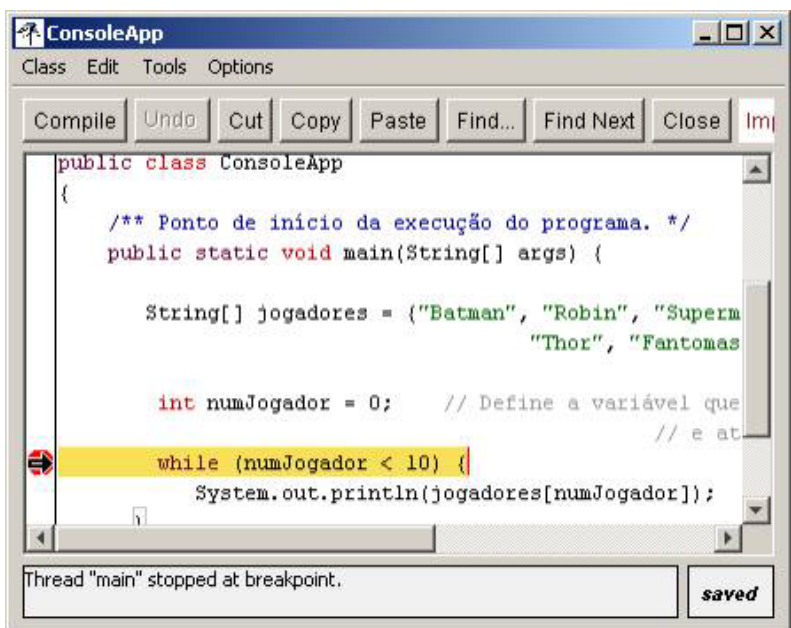 ConsoleApp
Class Edit Tools Options
Compile Undo Cut Copy Paste Find... Find Next Close
public class ConsoleApp
{
/** Ponto de início da execução do programa. */
public static void main(String[] args) {
String[] jogadores = {"Batman", "Robin", "Superm
"Thor", "Fantomas
int numJogador = 0; // Define a variável que
// e at
while (numJogador < 10) {
System.out.println(jogadores[numJogador]);
}
Thread "main" stopped at breakpoint.
saved